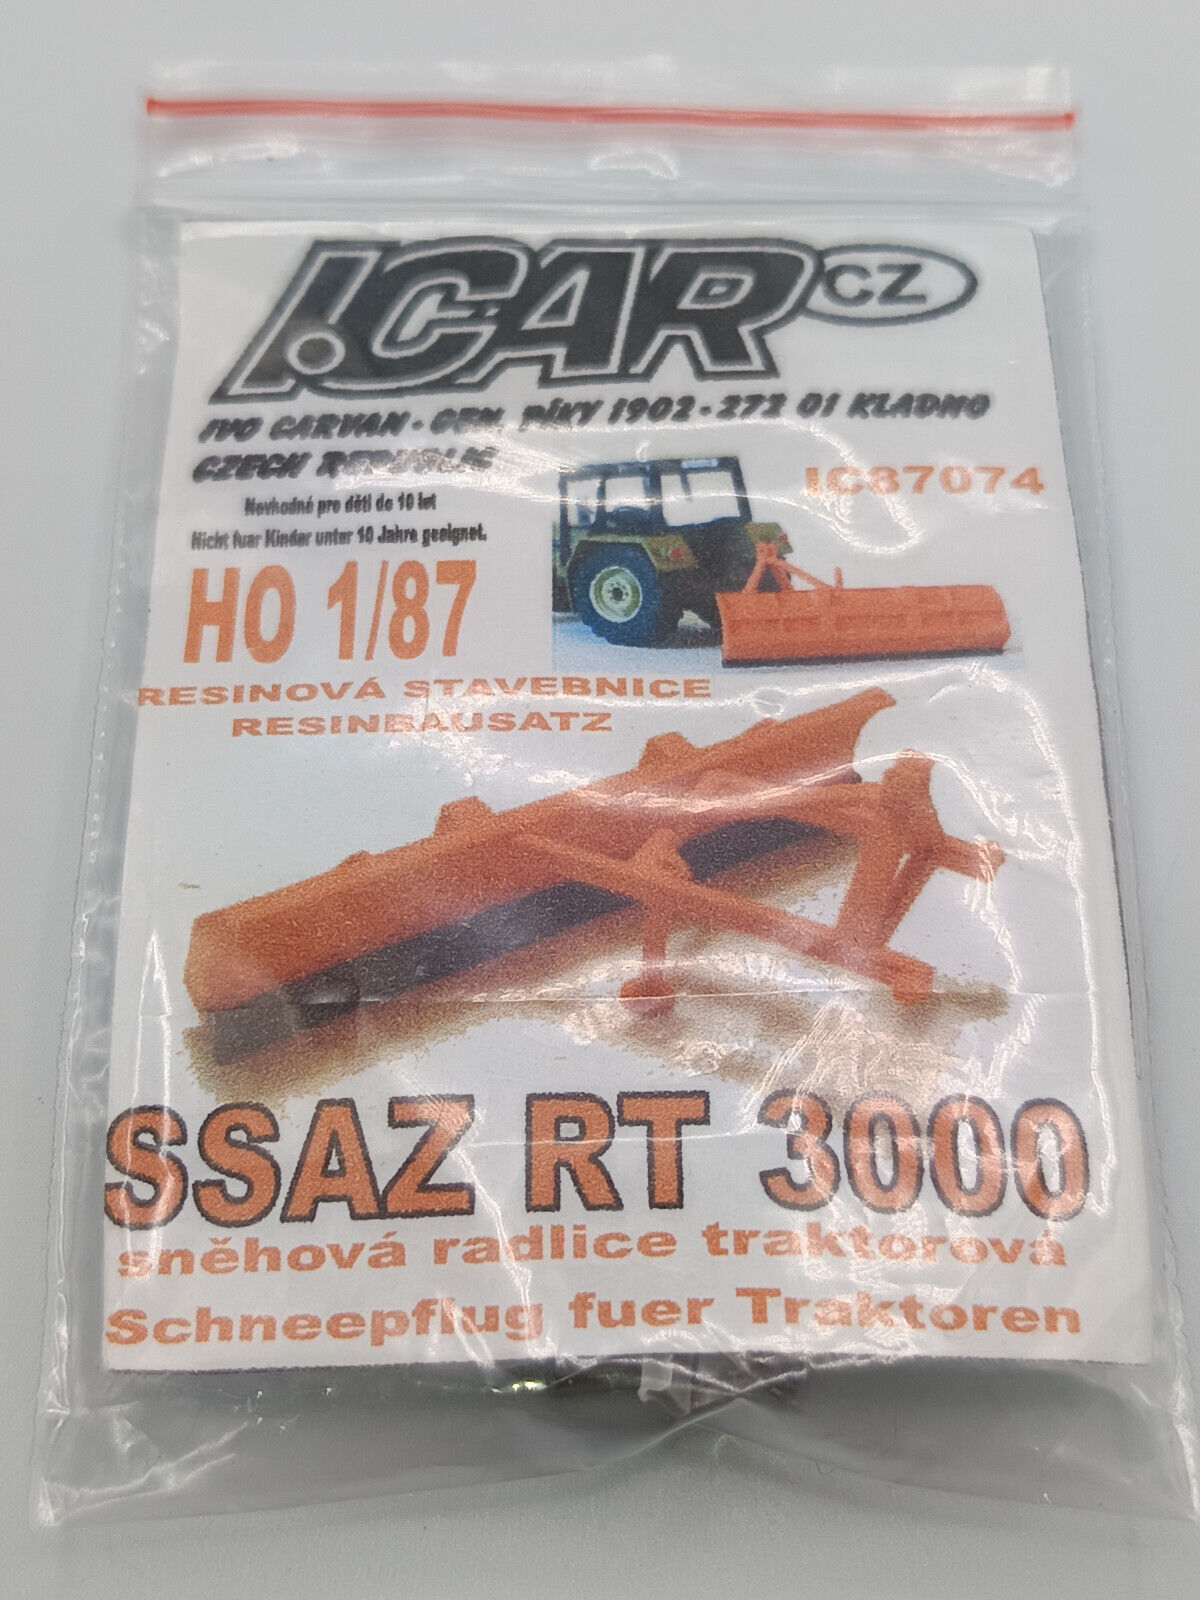 I.CAR CZ
IVO CARVAN - GEN. PÍKY 1902 - 272 01 KLADNO
CZECH REPUBLIC
Nevhodné pro děti do 10 let
Nicht fuer Kinder unter 10 Jahre geeignet.
IC87074
HO 1/87
RESINOVÁ STAVEBNICE
RESINBAUSATZ
SSAZ RT 3000
sněhová radlice traktorová
Schneepflug fuer Traktoren